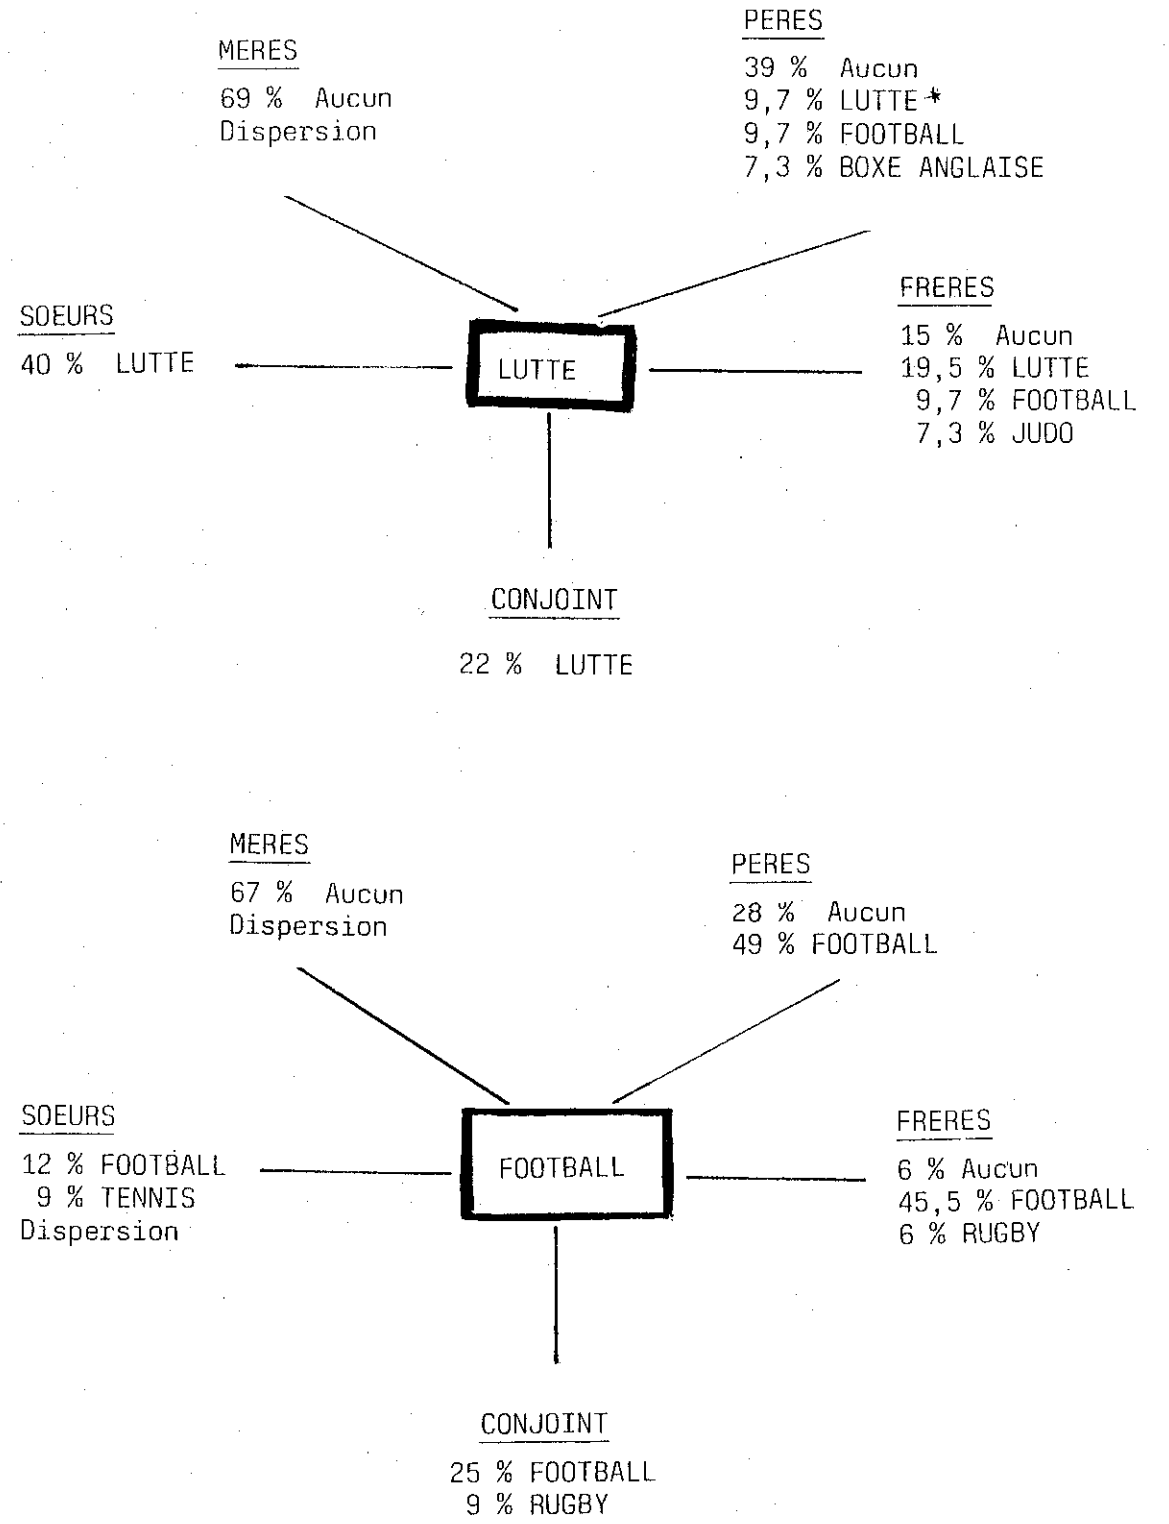 MERES
69 % Aucun
Dispersion
PERES
39 % Aucun
9,7 % LUTTE *
9,7 % FOOTBALL
7,3 % BOXE ANGLAISE
SOEURS
40 % LUTTE
LUTTE
FRERES
15 % Aucun
19,5 % LUTTE
9,7 % FOOTBALL
7,3 % JUDO
CONJOINT
22 % LUTTE
MERES
67 % Aucun
Dispersion
PERES
28 % Aucun
49 % FOOTBALL
SOEURS
12 % FOOTBALL
9 % TENNIS
Dispersion
FOOTBALL
FRERES
6 % Aucun
45,5 % FOOTBALL
6 % RUGBY
CONJOINT
25 % FOOTBALL
9 % RUGBY